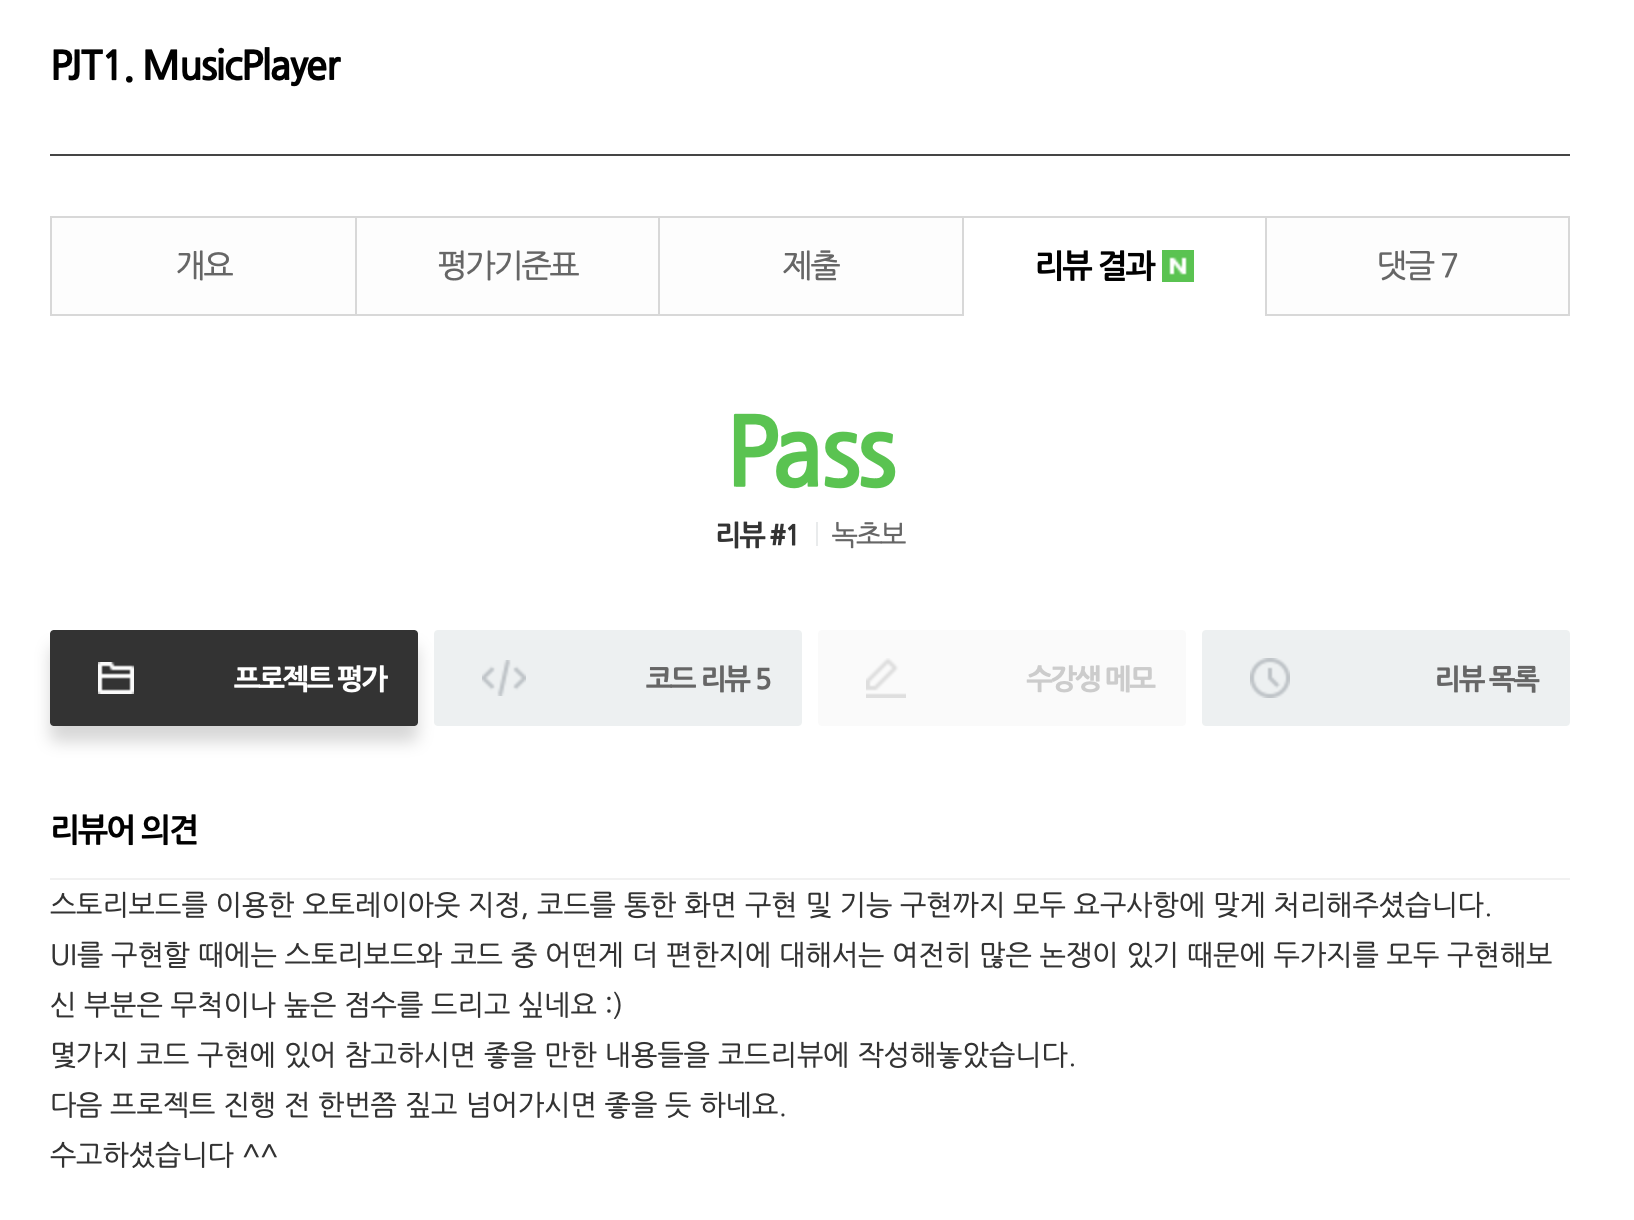 PJT1. MusicPlayer
개요
평가기준표
제출
리뷰 결과 N
댓글 7
Pass
리뷰 #1 녹초보
프로젝트 평가
코드 리뷰 5
수강생 메모
리뷰 목록
리뷰어 의견
스토리보드를 이용한 오토레이아웃 지정, 코드를 통한 화면 구현 및 기능 구현까지 모두 요구사항에 맞게 처리해주셨습니다.
UI를 구현할 때에는 스토리보드와 코드 중 어떤게 더 편한지에 대해서는 여전히 많은 논쟁이 있기 때문에 두가지를 모두 구현해보
신 부분은 무척이나 높은 점수를 드리고 싶네요 :)
몇가지 코드 구현에 있어 참고하시면 좋을 만한 내용들을 코드리뷰에 작성해놓았습니다.
다음 프로젝트 진행 전 한번쯤 짚고 넘어가시면 좋을 듯 하네요.
수고하셨습니다 ^^